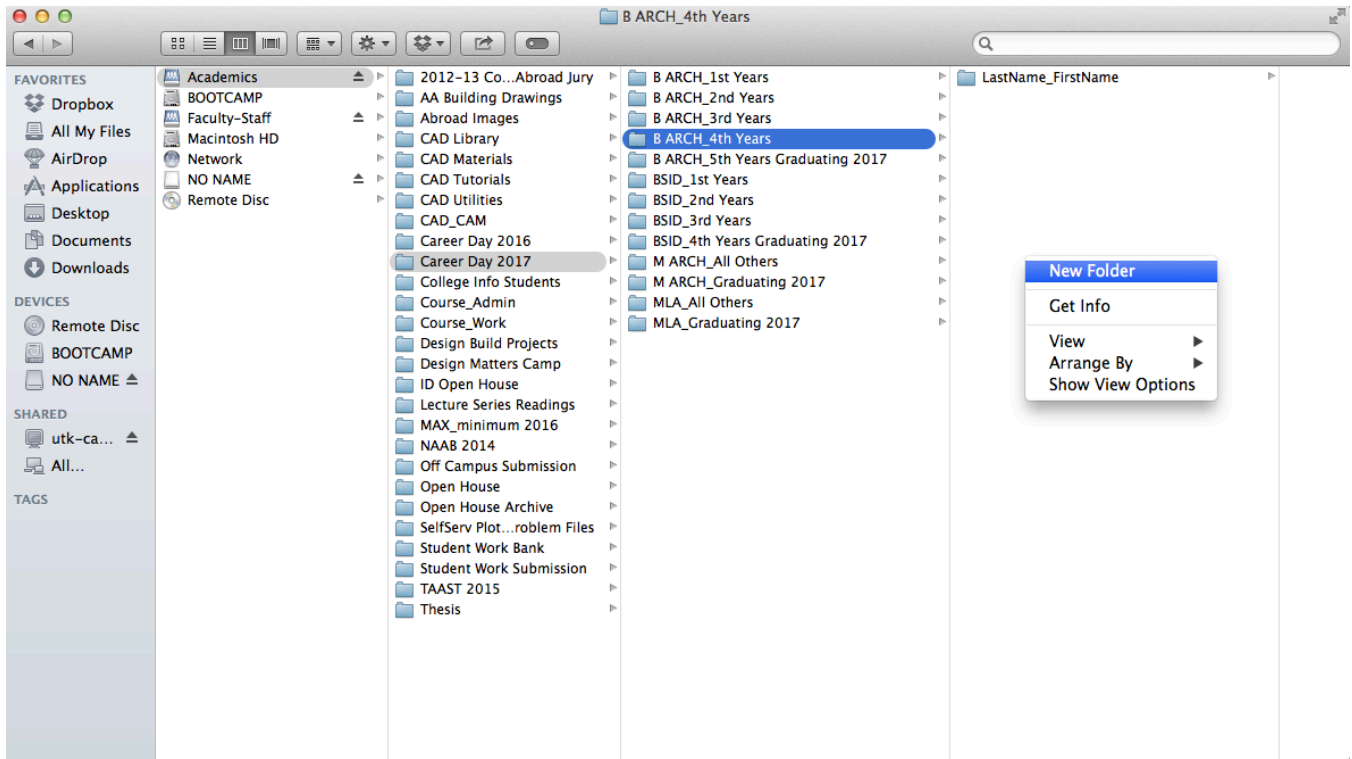 B ARCH_4th Years
FAVORITES
Dropbox
All My Files
AirDrop
Applications
Desktop
Documents
Downloads
DEVICES
Remote Disc
BOOTCAMP
NO NAME
SHARED
utk-ca...
All...
TAGS
Academics
BOOTCAMP
Faculty-Staff
Macintosh HD
Network
NO NAME
Remote Disc
2012-13 Co...Abroad Jury
AA Building Drawings
Abroad Images
CAD Library
CAD Materials
CAD Tutorials
CAD Utilities
CAD_CAM
Career Day 2016
Career Day 2017
College Info Students
Course_Admin
Course_Work
Design Build Projects
Design Matters Camp
ID Open House
Lecture Series Readings
MAX_minimum 2016
NAAB 2014
Off Campus Submission
Open House
Open House Archive
SelfServ Plot...roblem Files
Student Work Bank
Student Work Submission
TAAST 2015
Thesis
B ARCH_1st Years
B ARCH_2nd Years
B ARCH_3rd Years
B ARCH_4th Years
B ARCH_5th Years Graduating 2017
BSID_1st Years
BSID_2nd Years
BSID_3rd Years
BSID_4th Years Graduating 2017
M ARCH_All Others
M ARCH_Graduating 2017
MLA_All Others
MLA_Graduating 2017
LastName_FirstName
New Folder
Get Info
View
Arrange By
Show View Options